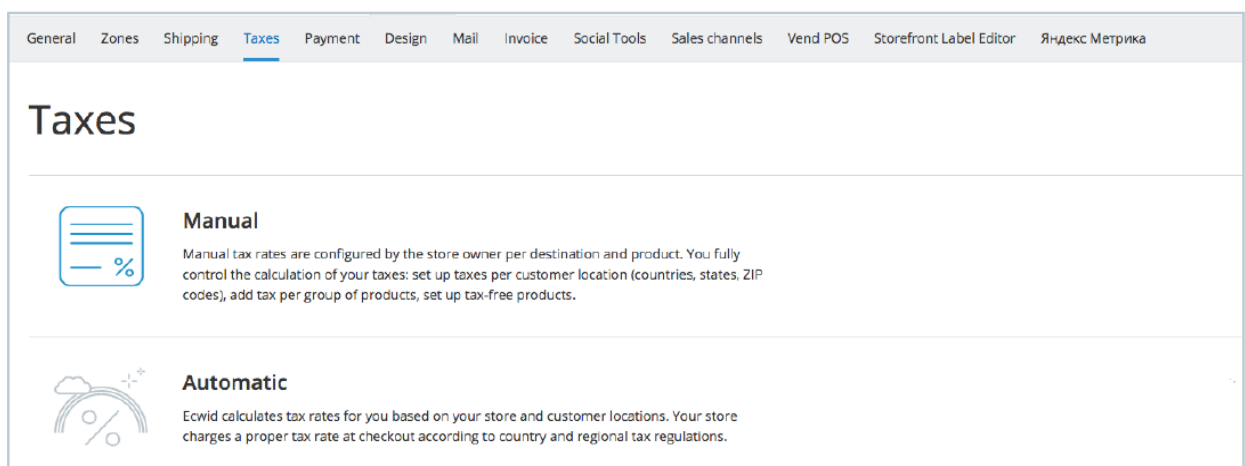 General Zones Shipping Taxes Payment Design Mail Invoice Social Tools Sales channels Vend POS Storefront Label Editor Яндекс Метрика
Taxes
Manual
Manual tax rates are configured by the store owner per destination and product. You fully
control the calculation of your taxes: set up taxes per customer location (countries, states, ZIP
codes), add tax per group of products, set up tax-free products.
%
Automatic
Ecwid calculates tax rates for you based on your store and customer locations. Your store
charges a proper tax rate at checkout according to country and regional tax regulations.
%